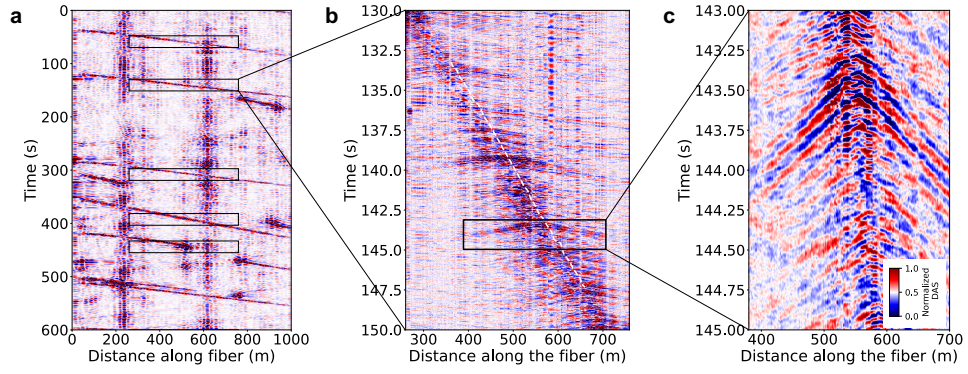 a
0
100
200
300
400
500
600
Time (s)
0 200 400 600 800 1000
Distance along fiber (m)
b
130.0
132.5
135.0
137.5
140.0
142.5
145.0
147.5
150.0
Time (s)
300 400 500 600 700
Distance along the fiber (m)
c
143.00
143.25
143.50
143.75
144.00
144.25
144.50
144.75
145.00
Time (s)
400 500 600 700
Distance along the fiber (m)
1.0
0.5
0.0
Normalized
DAS